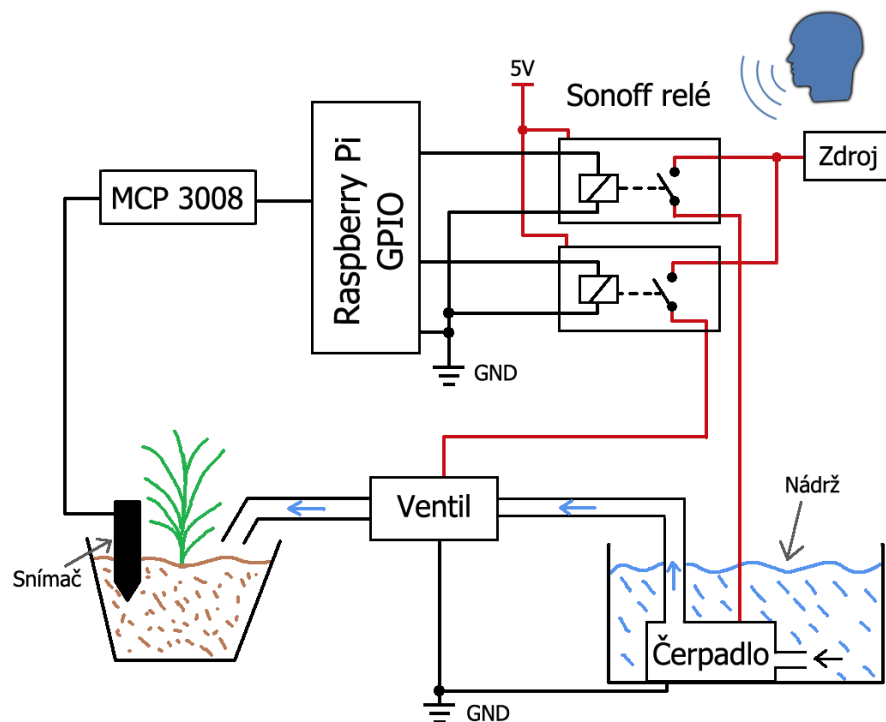 5V
Sonoff relé
Zdroj
MCP 3008
Raspberry Pi
GPIO
GND
Ventil
Nádrž
Snímač
Čerpadlo
GND